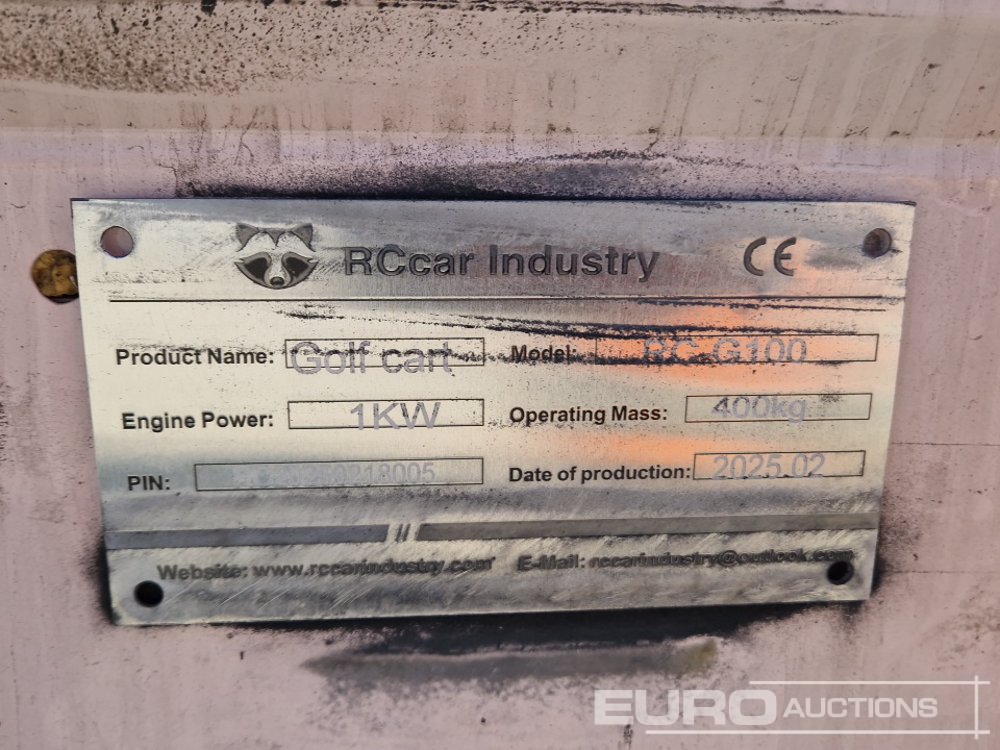 RCcar Industry CE
Product Name: Golf cart Model: RC-G100
Engine Power: 1KW Operating Mass: 400kg
PIN: Date of production: 2025.02
Website: www.rccarindustry.com E-Mail: rccarindustry@outlook.com
EURO AUCTIONS